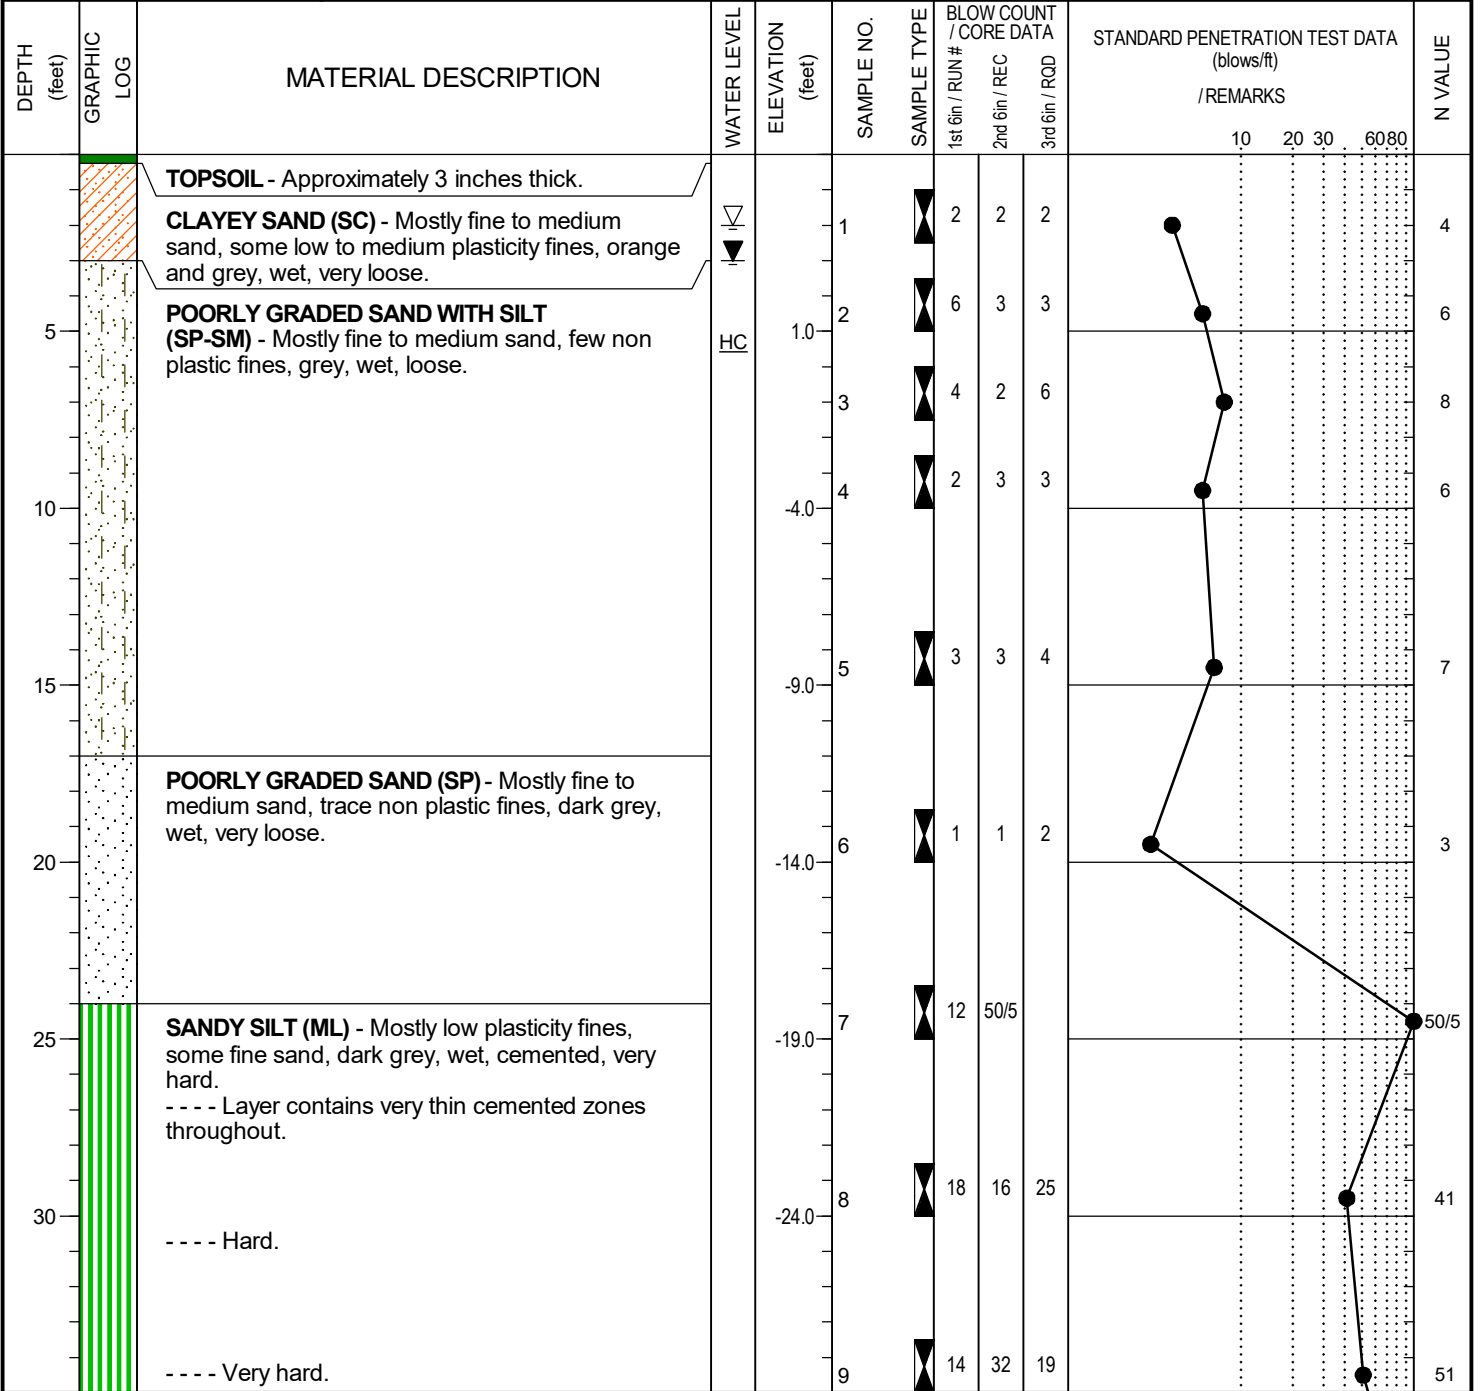 DEPTH
(feet)
GRAPHIC
LOG
MATERIAL DESCRIPTION
WATER LEVEL
ELEVATION
(feet)
SAMPLE NO.
SAMPLE TYPE
BLOW COUNT
/ CORE DATA
1st 6in / RUN #
2nd 6in / REC
3rd 6in / RQD
STANDARD PENETRATION TEST DATA
(blows/ft)
/ REMARKS
10 20 30 60 80
N VALUE
TOPSOIL - Approximately 3 inches thick.
CLAYEY SAND (SC) - Mostly fine to medium
sand, some low to medium plasticity fines, orange
and grey, wet, very loose.
1 2 2 2 4
POORLY GRADED SAND WITH SILT
(SP-SM) - Mostly fine to medium sand, few non
plastic fines, grey, wet, loose.
2 6 3 3 6
5 HC 1.0
3 4 2 6 8
4 2 3 3 6
10 -4.0
5 3 3 4 7
15 -9.0
POORLY GRADED SAND (SP) - Mostly fine to
medium sand, trace non plastic fines, dark grey,
wet, very loose.
6 1 1 2 3
20 -14.0
SANDY SILT (ML) - Mostly low plasticity fines,
some fine sand, dark grey, wet, cemented, very
hard.
7 12 50/5 50/5
25 -19.0
- - - - Layer contains very thin cemented zones
throughout.
8 18 16 25 41
30 -24.0
- - - - Hard.
- - - - Very hard.
9 14 32 19 51